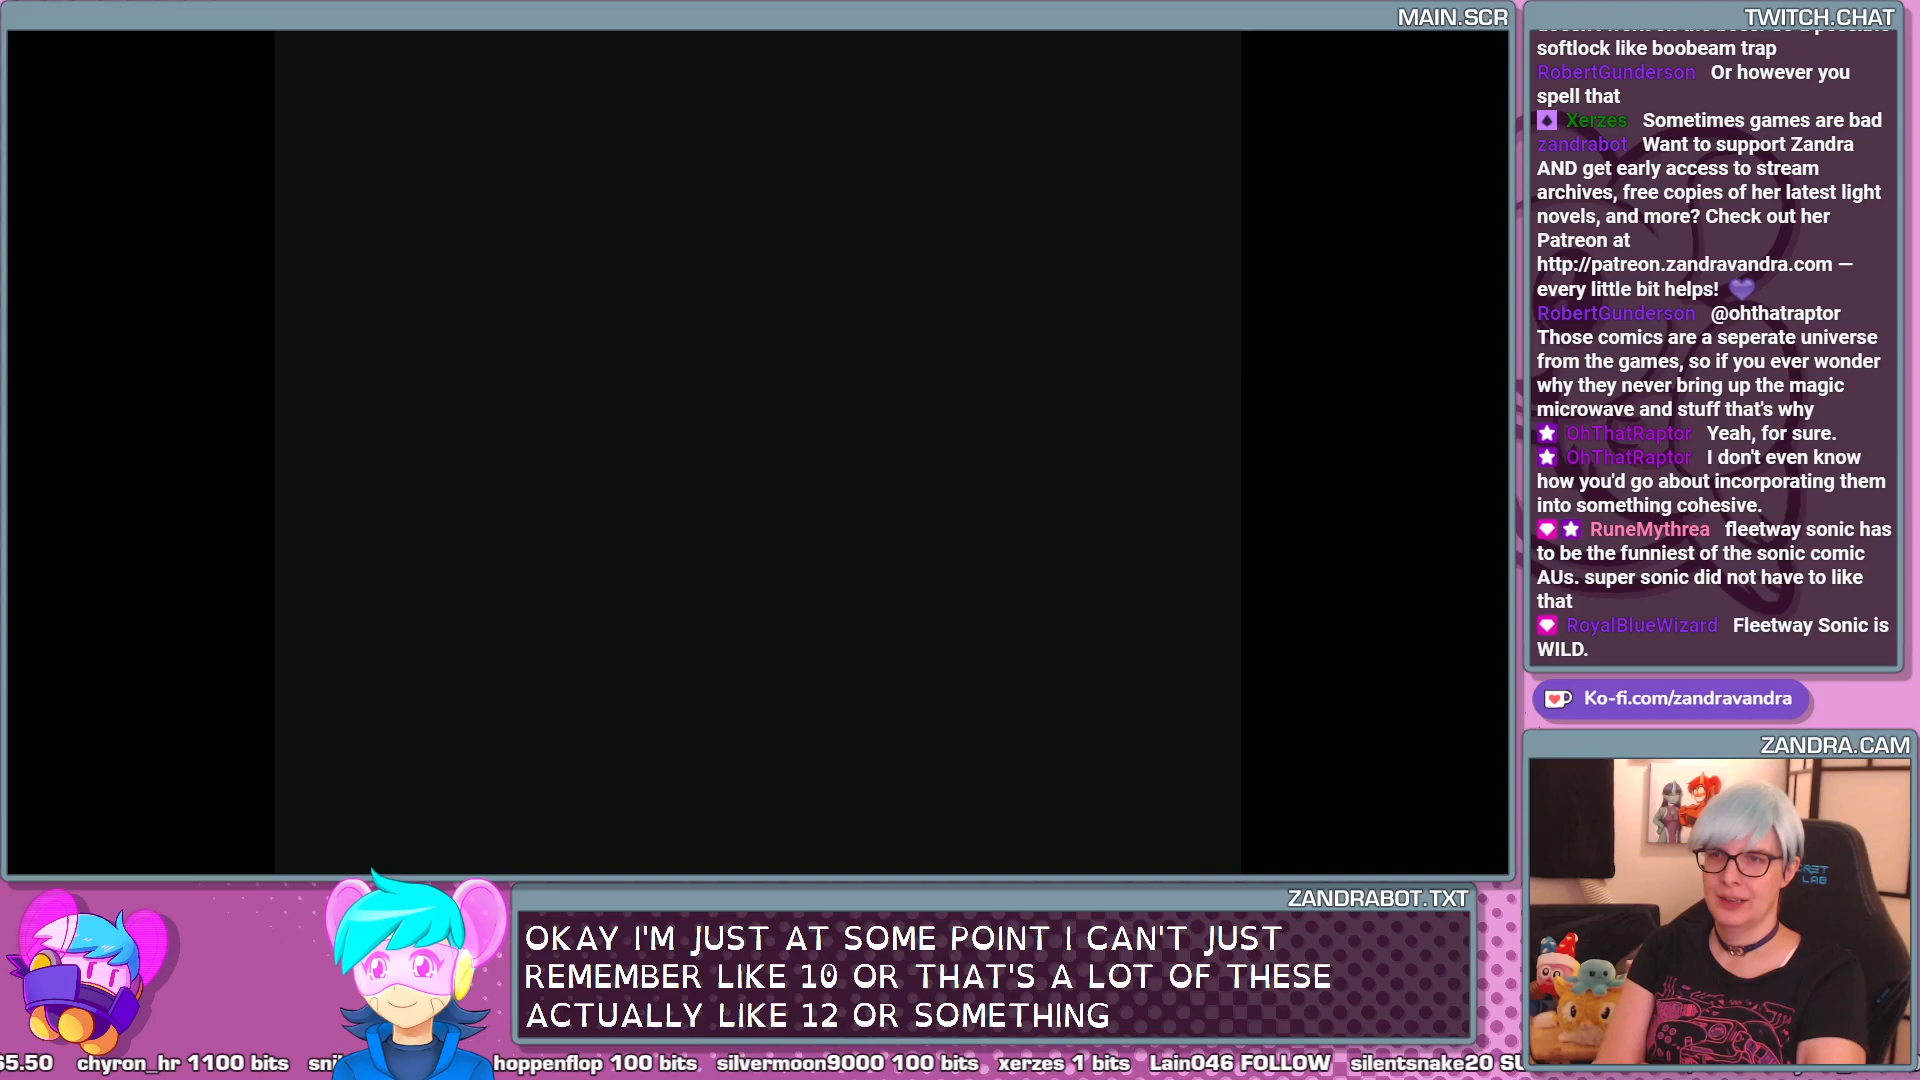 MAIN.SCR
TWITCH.CHAT
softlock like boobeam trap
RobertGunderson Or however you
spell that
Xerzes Sometimes games are bad
zandrabot Want to support Zandra
AND get early access to stream
archives, free copies of her latest light
novels, and more? Check out her
Patreon at
http://patreon.zandravandra.com —
every little bit helps!
RobertGunderson @ohthatraptor
Those comics are a seperate universe
from the games, so if you ever wonder
why they never bring up the magic
microwave and stuff that's why
OhThatRaptor Yeah, for sure.
OhThatRaptor I don't even know
how you'd go about incorporating them
into something cohesive.
RuneMythrea fleetway sonic has
to be the funniest of the sonic comic
AUs. super sonic did not have to like
that
RoyalBlueWizard Fleetway Sonic is
WILD.
Ko-fi.com/zandravandra
ZANDRA.CAM
ZANDRABOT.TXT
OKAY I'M JUST AT SOME POINT I CAN'T JUST
REMEMBER LIKE 10 OR THAT'S A LOT OF THESE
ACTUALLY LIKE 12 OR SOMETHING
$5.50 chyron_hr 1100 bits hoppenflop 100 bits silvermoon9000 100 bits xerzes 1 bits Lain046 FOLLOW silentsnake20